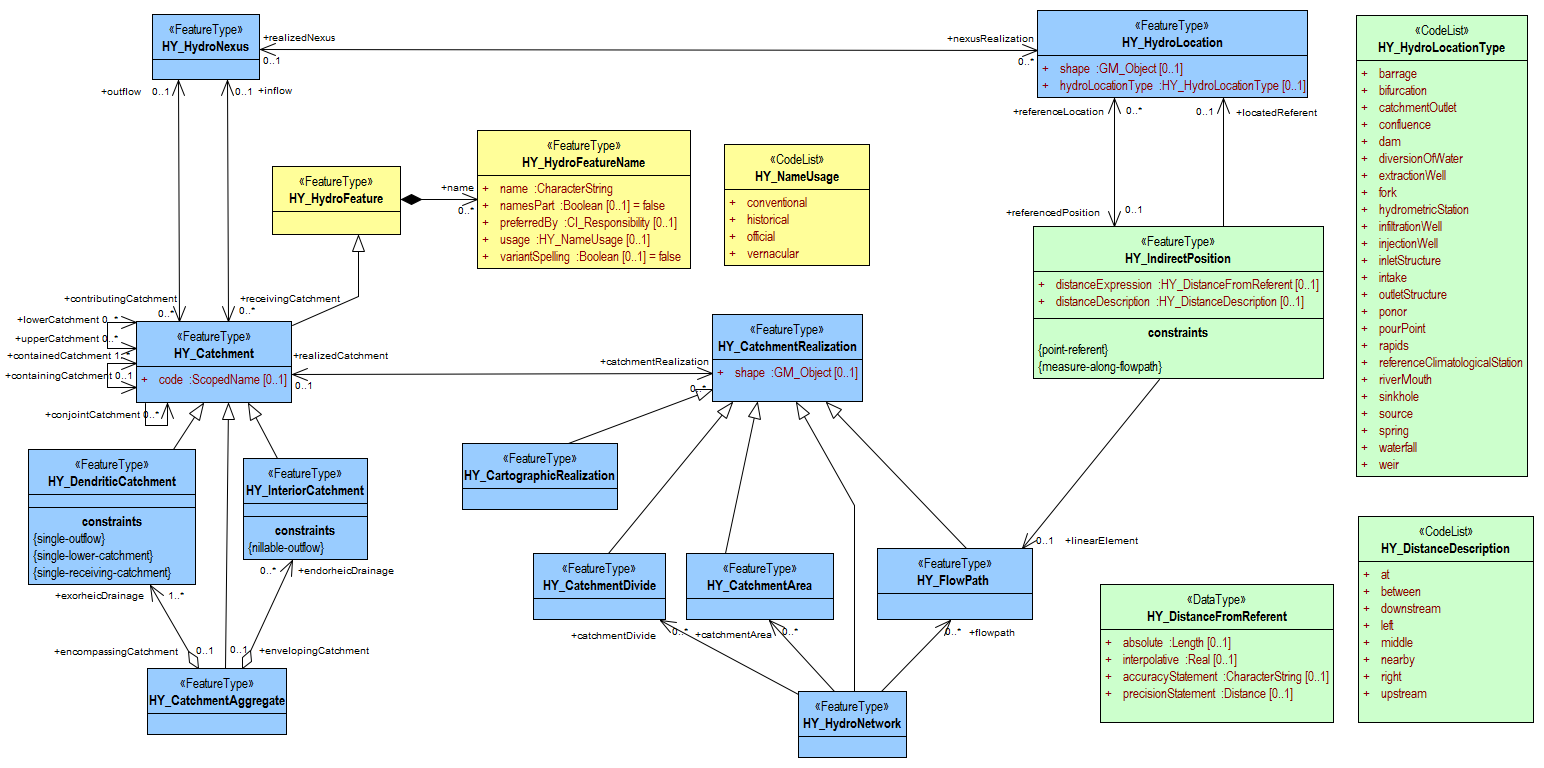 «FeatureType»
HY_HydroNexus
+realizedNexus
0..1
+nexusRealization
0..*
«FeatureType»
HY_HydroLocation
+ shape :GM_Object [0..1]
+ hydroLocationType :HY_HydroLocationType [0..1]
+outflow 0..1
0..1 +inflow
+referenceLocation 0..*
0..1 +locatedReferent
«FeatureType»
HY_HydroFeature
+name
0..*
«FeatureType»
HY_HydroFeatureName
+ name :CharacterString
+ namesPart :Boolean [0..1] = false
+ preferredBy :CI_Responsibility [0..1]
+ usage :HY_NameUsage [0..1]
+ variantSpelling :Boolean [0..1] = false
«CodeList»
HY_NameUsage
+ conventional
+ historical
+ official
+ vernacular
+referencedPosition 0..1
«FeatureType»
HY_IndirectPosition
+ distanceExpression :HY_DistanceFromReferent [0..1]
+ distanceDescription :HY_DistanceDescription [0..1]
constraints
{point-referent}
{measure-along-flowpath}
«CodeList»
HY_HydroLocationType
+ barrage
+ bifurcation
+ catchmentOutlet
+ confluence
+ dam
+ diversionOfWater
+ extractionWell
+ fork
+ hydrometricStation
+ infiltrationWell
+ injectionWell
+ inletStructure
+ intake
+ outletStructure
+ ponor
+ pourPoint
+ rapids
+ referenceClimatologicalStation
+ riverMouth
+ sinkhole
+ source
+ spring
+ waterfall
+ weir
+contributingCatchment
0..*
+receivingCatchment
0..*
+lowerCatchment 0..*
+upperCatchment 0..*
+containedCatchment 1..*
+containingCatchment 0..1
+conjointCatchment 0..*
«FeatureType»
HY_Catchment
+ code :ScopedName [0..1]
+realizedCatchment
0..1
+catchmentRealization
0..*
«FeatureType»
HY_CatchmentRealization
+ shape :GM_Object [0..1]
«FeatureType»
HY_DendriticCatchment
constraints
{single-outflow}
{single-lower-catchment}
{single-receiving-catchment}
«FeatureType»
HY_InteriorCatchment
constraints
{nillable-outflow}
«FeatureType»
HY_CartographicRealization
0..* +endorheicDrainage
+exorheicDrainage 1..*
+encompassingCatchment 0..1
0..1 +envelopingCatchment
«FeatureType»
HY_CatchmentAggregate
«FeatureType»
HY_CatchmentDivide
«FeatureType»
HY_CatchmentArea
0..1 +linearElement
«FeatureType»
HY_FlowPath
+catchmentDivide 0..*
+catchmentArea 0..*
0..* +flowpath
«FeatureType»
HY_HydroNetwork
«DataType»
HY_DistanceFromReferent
+ absolute :Length [0..1]
+ interpolative :Real [0..1]
+ accuracyStatement :CharacterString [0..1]
+ precisionStatement :Distance [0..1]
«CodeList»
HY_DistanceDescription
+ at
+ between
+ downstream
+ left
+ middle
+ nearby
+ right
+ upstream